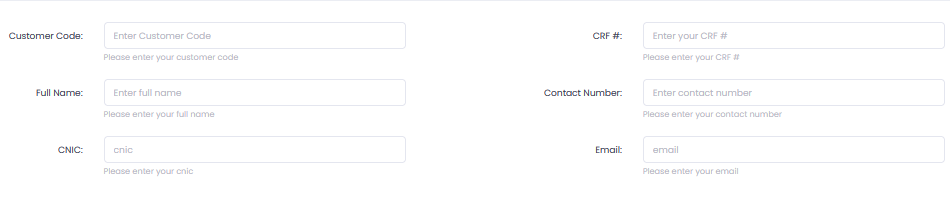 Customer Code: Enter Customer Code CRF #: Enter your CRF #
Please enter your customer code Please enter your CRF #
Full Name: Enter full name Contact Number: Enter contact number
Please enter your full name Please enter your contact number
CNIC: cnic Email: email
Please enter your cnic Please enter your email